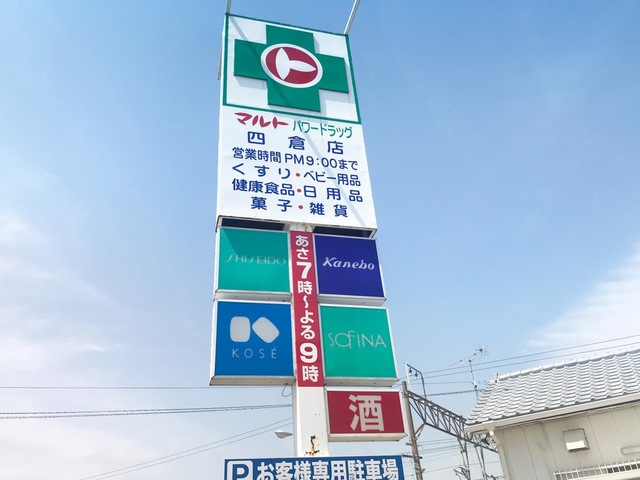 マルト パワードラッグ
四倉店
営業時間PM9:00まで
くすり・ベビー用品
健康食品・日用品
菓子・雑貨
SHISEIDO
Kanebo
あさ7時〜よる9時
KOSÉ
SOFINA
酒
P お客様専用駐車場